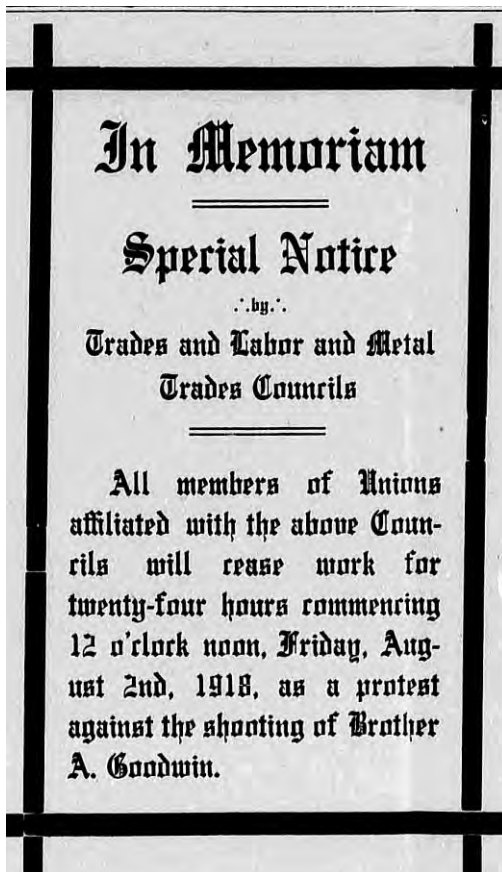 In Memoriam
Special Notice
∴by∴
Trades and Labor and Metal
Trades Councils
All members of Unions
affiliated with the above Coun-
cils will cease work for
twenty-four hours commencing
12 o'clock noon, Friday, Aug-
ust 2nd, 1918, as a protest
against the shooting of Brother
A. Goodwin.